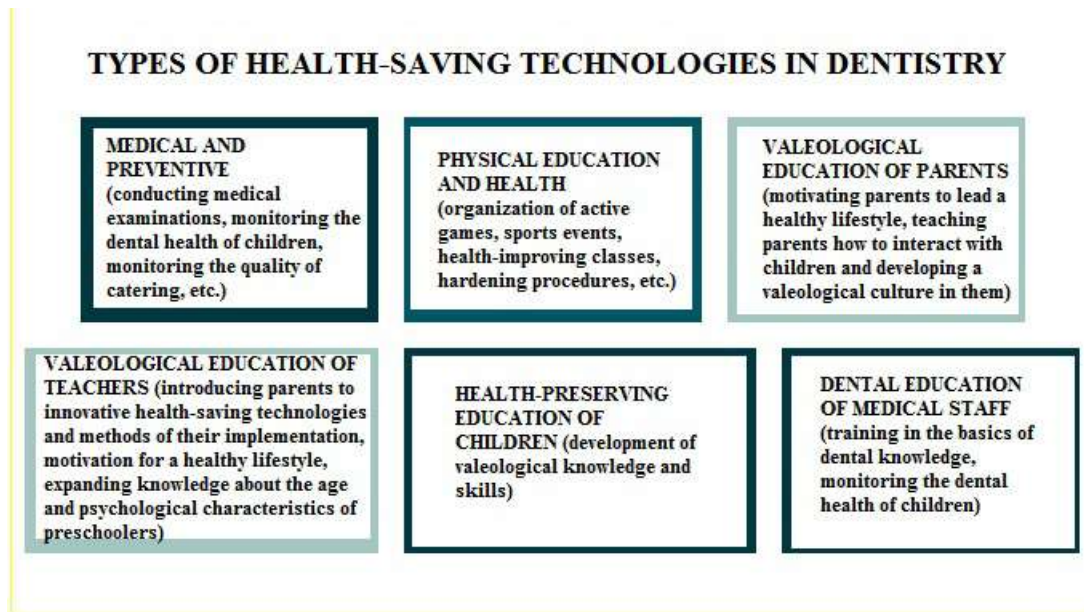 TYPES OF HEALTH-SAVING TECHNOLOGIES IN DENTISTRY
MEDICAL AND
PREVENTIVE
(conducting medical
examinations, monitoring the
dental health of children,
monitoring the quality of
catering, etc.)
PHYSICAL EDUCATION
AND HEALTH
(organization of active
games, sports events,
health-improving classes,
hardening procedures, etc.)
VALEOLOGICAL
EDUCATION OF PARENTS
(motivating parents to lead a
healthy lifestyle, teaching
parents how to interact with
children and developing a
valeological culture in them)
VALEOLOGICAL EDUCATION OF
TEACHERS (introducing parents to
innovative health-saving technologies
and methods of their implementation,
motivation for a healthy lifestyle,
expanding knowledge about the age
and psychological characteristics of
preschoolers)
HEALTH-PRESERVING
EDUCATION OF
CHILDREN (development of
valeological knowledge and
skills)
DENTAL EDUCATION
OF MEDICAL STAFF
(training in the basics of
dental knowledge,
monitoring the dental
health of children)